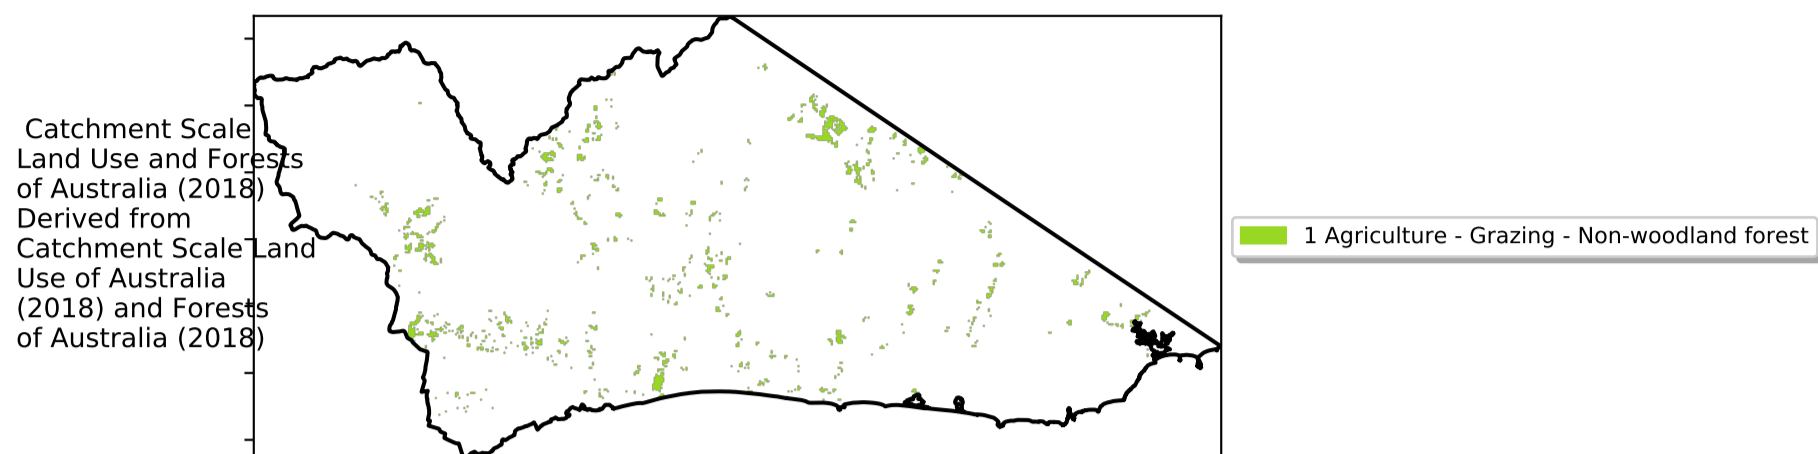 Catchment Scale
Land Use and Forests
of Australia (2018)
Derived from
Catchment Scale Land
Use of Australia
(2018) and Forests
of Australia (2018)
1 Agriculture - Grazing - Non-woodland forest